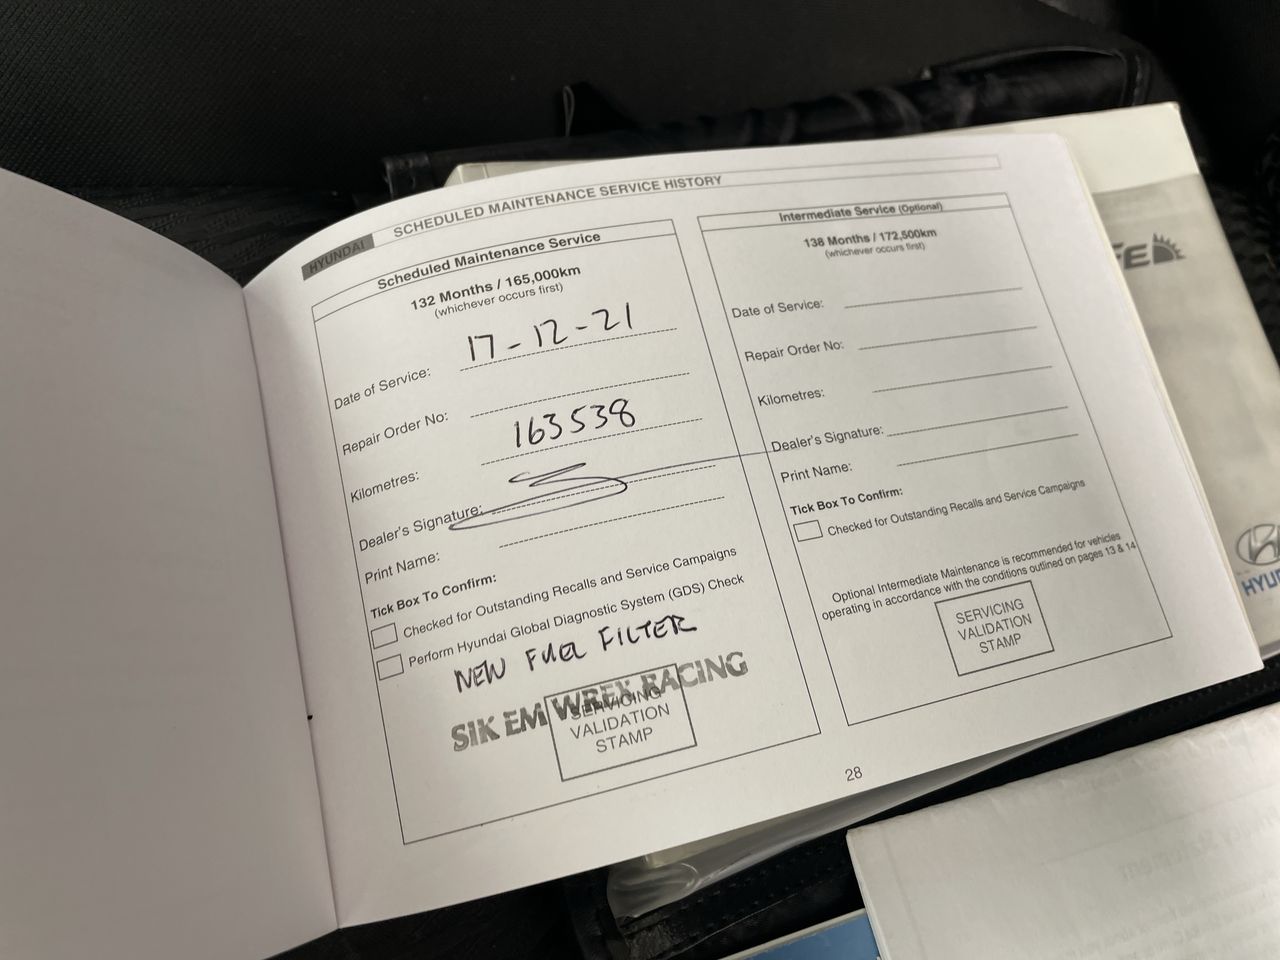 HYUNDAI SCHEDULED MAINTENANCE SERVICE HISTORY
Scheduled Maintenance Service
132 Months / 165,000km
(whichever occurs first)
Date of Service: 17-12-21
Repair Order No:
Kilometres: 163538
Dealer's Signature:
Print Name:
Tick Box To Confirm:
Checked for Outstanding Recalls and Service Campaigns
Perform Hyundai Global Diagnostic System (GDS) Check
NEW FUEL FILTER
SIK EM WREX RACING
SERVICING
VALIDATION
STAMP
Intermediate Service (Optional)
138 Months / 172,500km
(whichever occurs first)
Date of Service:
Repair Order No:
Kilometres:
Dealer's Signature:
Print Name:
Tick Box To Confirm:
Checked for Outstanding Recalls and Service Campaigns
Optional Intermediate Maintenance is recommended for vehicles
operating in accordance with the conditions outlined on pages 13 & 14
SERVICING
VALIDATION
STAMP
28